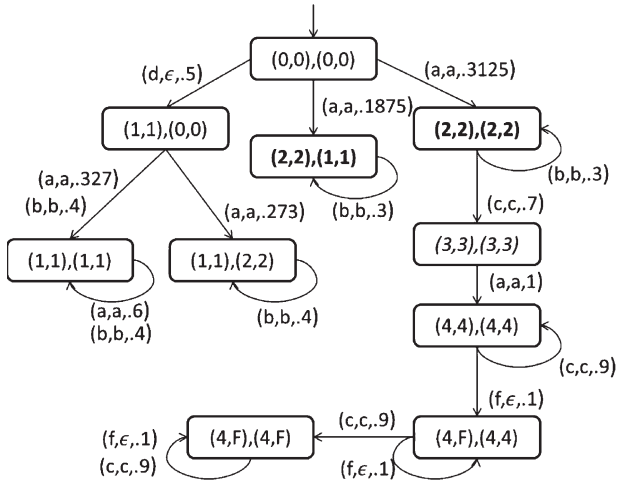 (0,0),(0,0)
(d,ϵ,.5)
(a,a,.3125)
(a,a,.1875)
(1,1),(0,0)
(2,2),(1,1)
(2,2),(2,2)
(b,b,.3)
(a,a,.327)
(b,b,.4)
(a,a,.273)
(b,b,.3)
(c,c,.7)
(1,1),(1,1)
(1,1),(2,2)
(3,3),(3,3)
(a,a,1)
(a,a,.6)
(b,b,.4)
(b,b,.4)
(4,4),(4,4)
(c,c,.9)
(f,ϵ,.1)
(c,c,.9)
(f,ϵ,.1)
(c,c,.9)
(4,F),(4,F)
(4,F),(4,4)
(f,ϵ,.1)